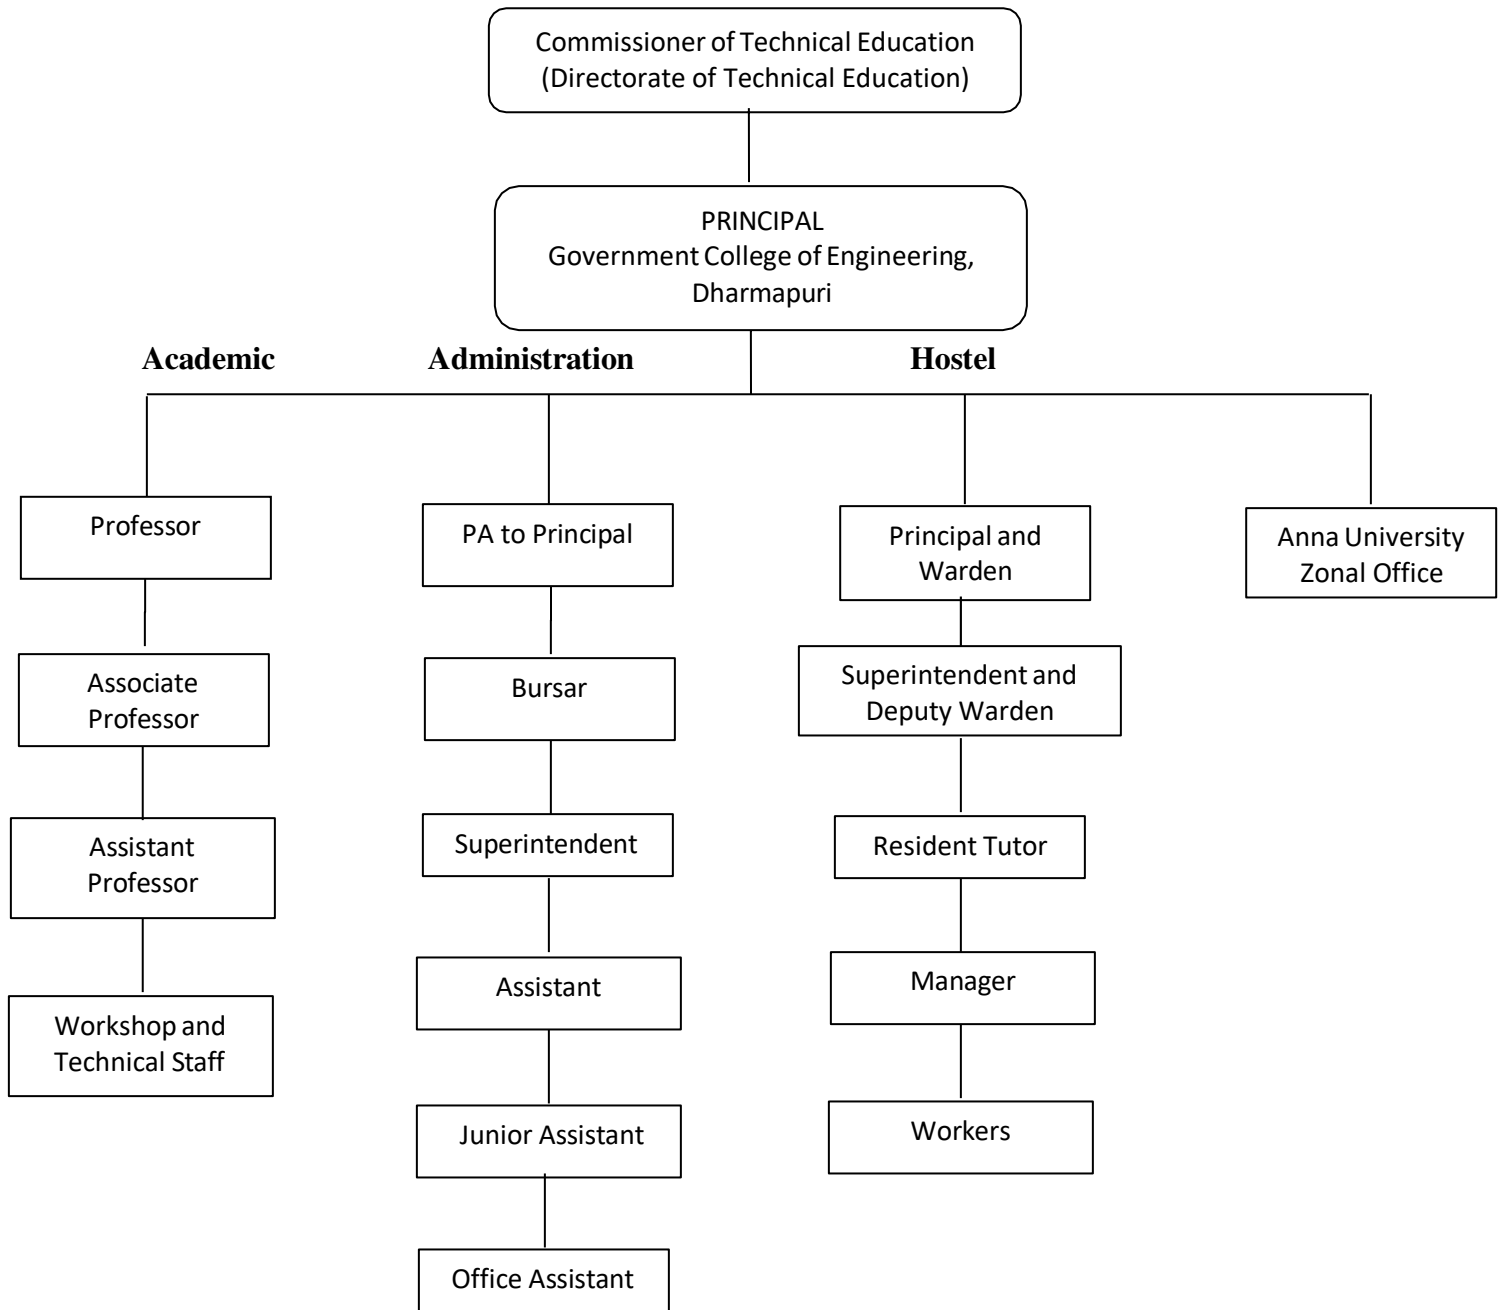 Commissioner of Technical Education
(Directorate of Technical Education)
PRINCIPAL
Government College of Engineering,
Dharmapuri
Academic
Administration
Hostel
Professor
Associate
Professor
Assistant
Professor
Workshop and
Technical Staff
PA to Principal
Bursar
Superintendent
Assistant
Junior Assistant
Office Assistant
Principal and
Warden
Superintendent and
Deputy Warden
Resident Tutor
Manager
Workers
Anna University
Zonal Office